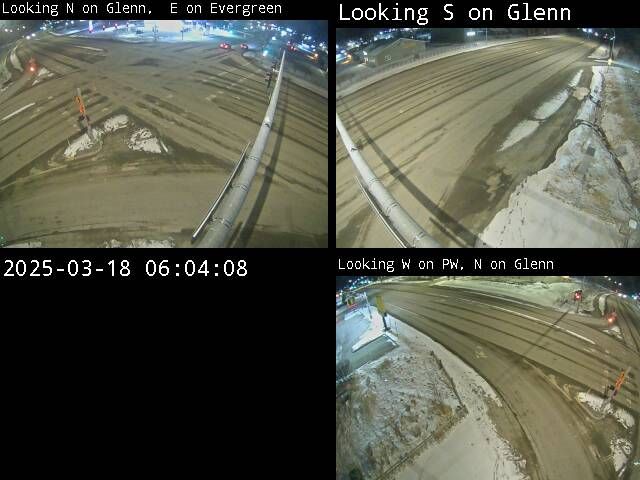 Looking N on Glenn,  E on Evergreen
Looking S on Glenn
2025-03-18 06:04:08
Looking W on PW, N on Glenn